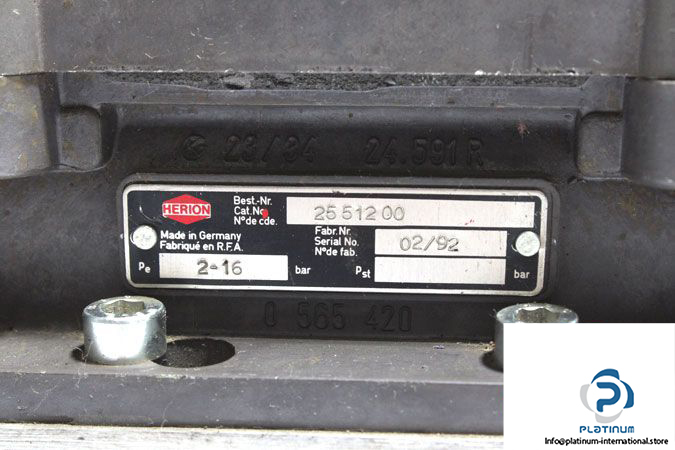 23/94 24.591 R
HERION
Best.-Nr.
Cat.No.
N° de cde.
25 512 00
Made in Germany
Fabriqué en R.F.A.
Fabr. Nr.
Serial No.
N° de fab.
02/92
Pe 2-16 bar
Pst bar
0 565 420
PLATINUM
Info@platinum-international.store